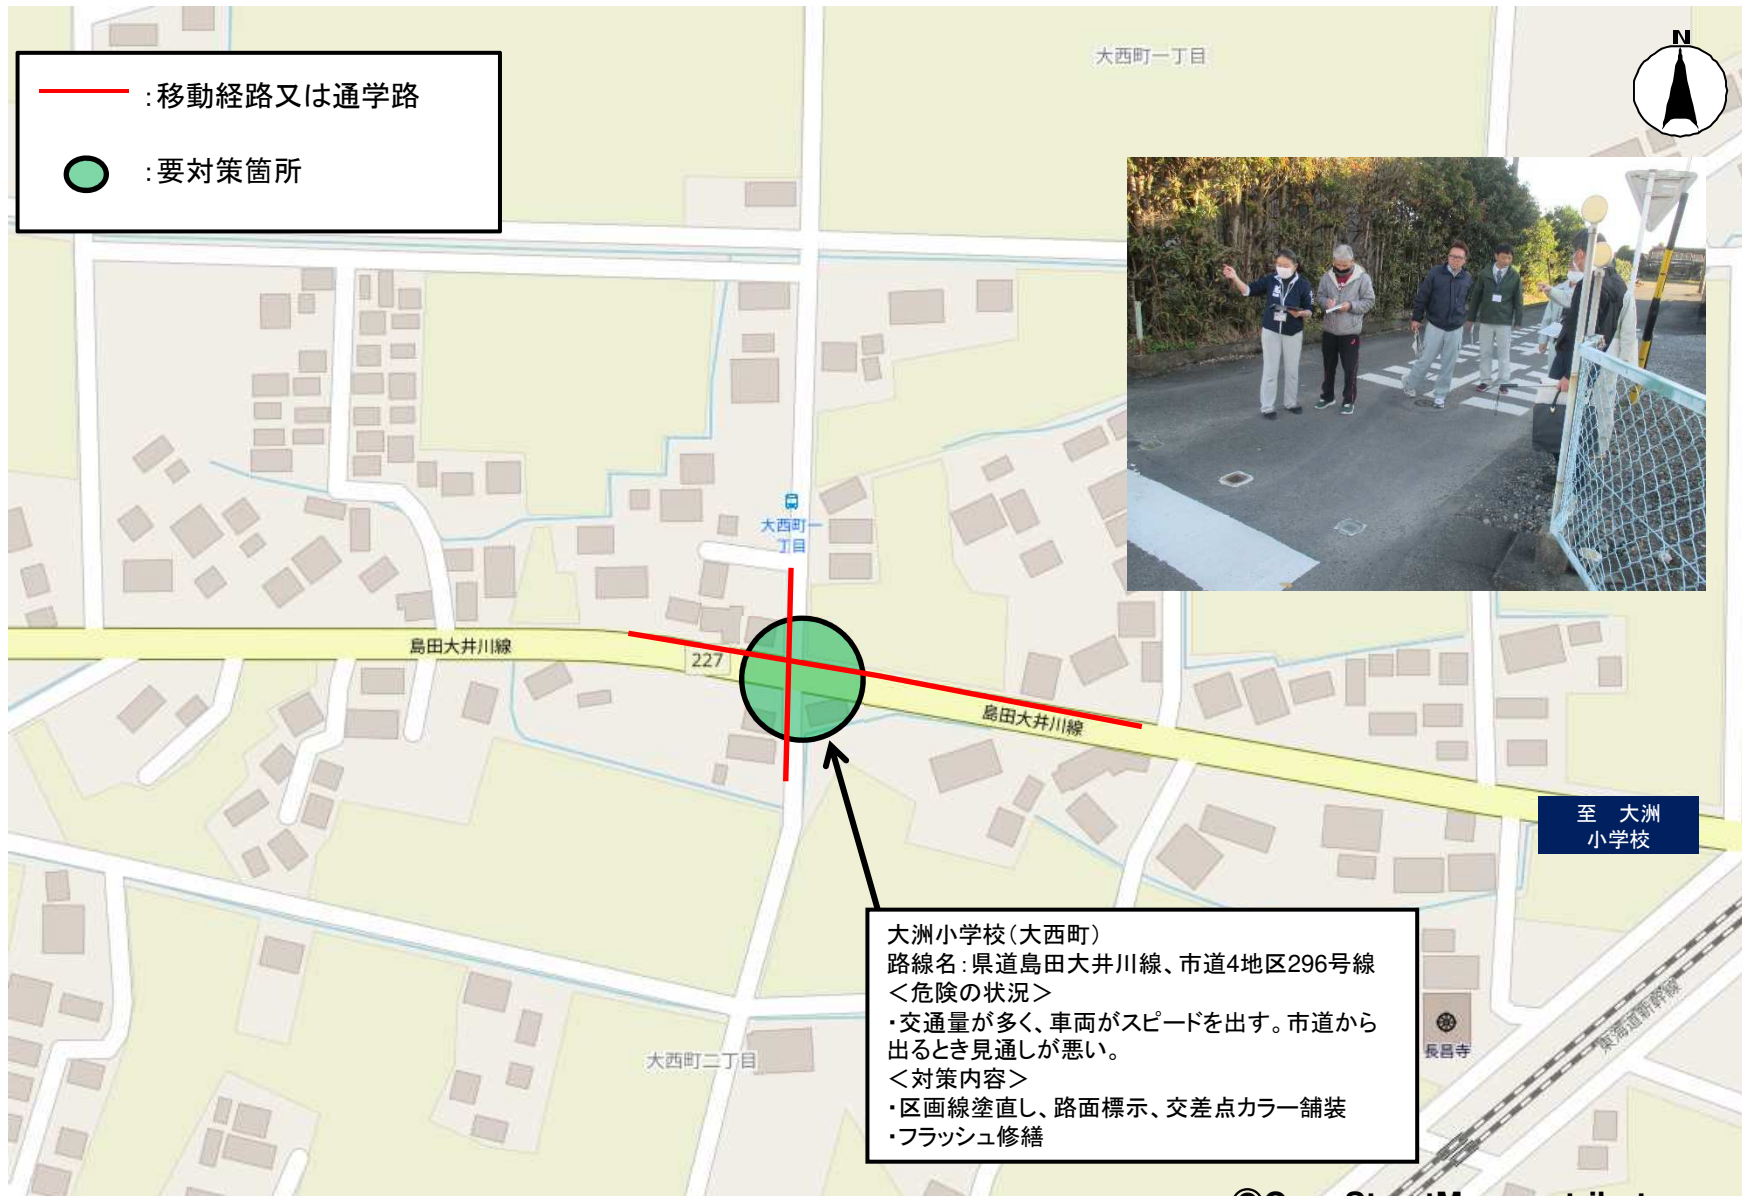 :移動経路又は通学路
:要対策箇所
大西町一丁目
N
大西町一
丁目
島田大井川線
227
島田大井川線
至 大洲
小学校
大洲小学校(大西町)
路線名:県道島田大井川線、市道4地区296号線
<危険の状況>
・交通量が多く、車両がスピードを出す。市道から
出るとき見通しが悪い。
<対策内容>
・区画線塗直し、路面標示、交差点カラー舗装
・フラッシュ修繕
長昌寺
東海道新幹線
大西町二丁目